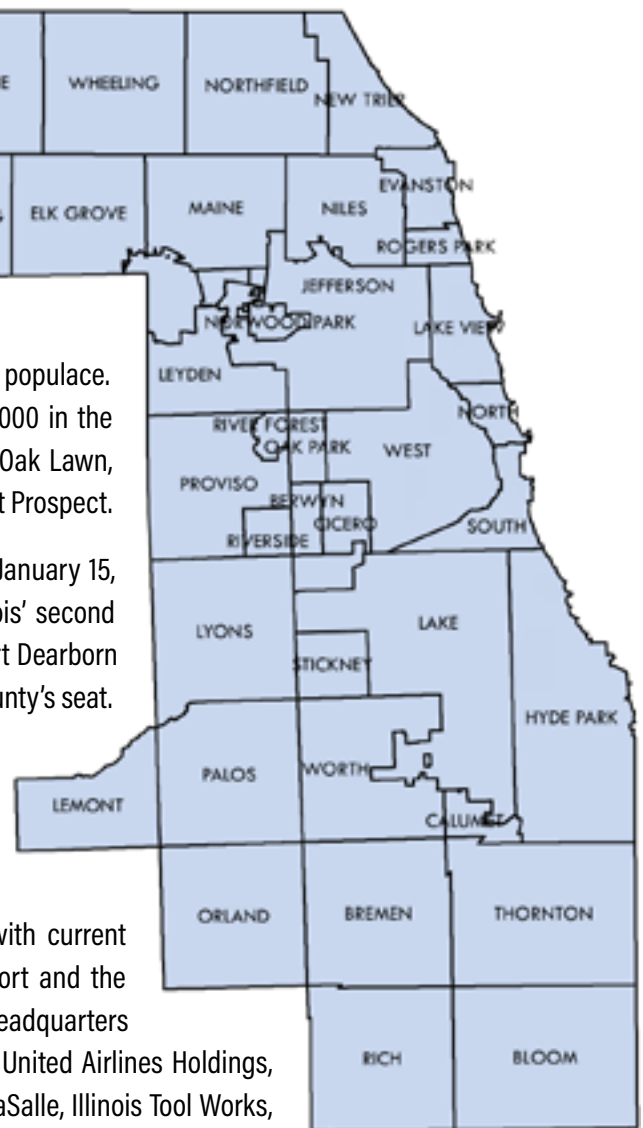 WHEELING NORTHFIELD NEW TRIER
EVANSTON
ELK GROVE MAINE NILES
ROGERS PARK
JEFFERSON
NORWOOD PARK LAKE VIEW
LEYDEN
NORTH
RIVER FOREST
OAK PARK WEST
PROVISO
BERWYN
CICERO
SOUTH
RIVERSIDE
LYONS LAKE
STICKNEY
HYDE PARK
PALOS WORTH
LEMONT
CALUMET
ORLAND BREMEN THORNTON
RICH BLOOM
populace.
000 in the
Oak Lawn,
t Prospect.
January 15,
ois’ second
rt Dearborn
unty’s seat.
with current
ort and the
eadquarters
United Airlines Holdings,
aSalle, Illinois Tool Works,